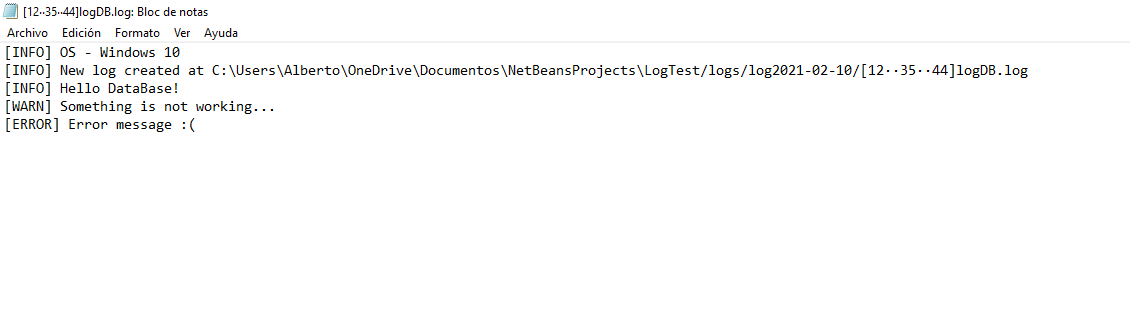 [12··35··44]logDB.log: Bloc de notas
Archivo Edición Formato Ver Ayuda
[INFO] OS - Windows 10
[INFO] New log created at C:\Users\Alberto\OneDrive\Documentos\NetBeansProjects\LogTest/logs/log2021-02-10/[12··35··44]logDB.log
[INFO] Hello DataBase!
[WARN] Something is not working...
[ERROR] Error message :(